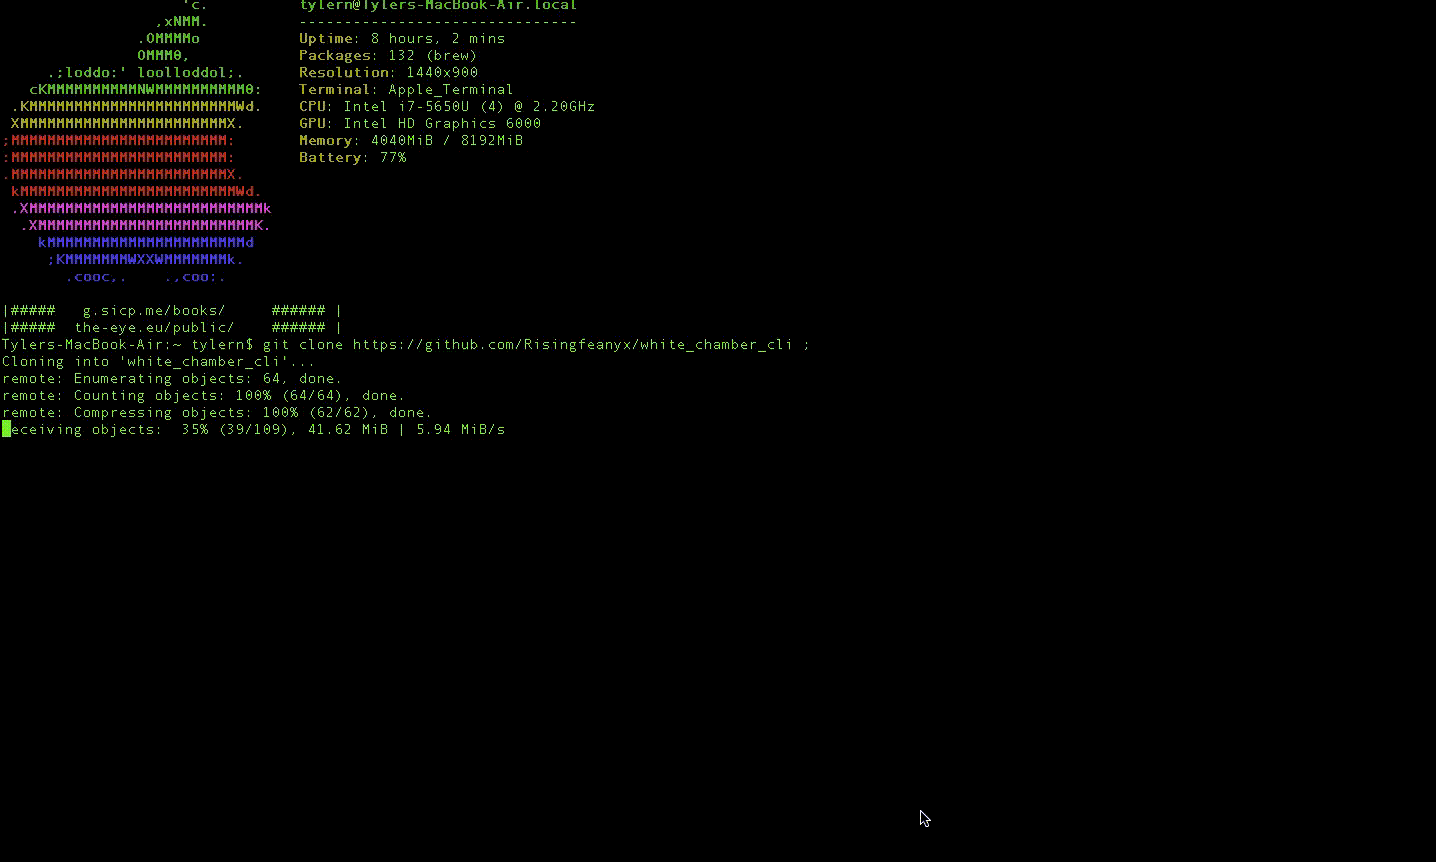 'c.
tylern@Tylers-MacBook-Air.local
,xNMM.
-------------------------------
.OMMMMo
Uptime: 8 hours, 2 mins
OMMM0,
Packages: 132 (brew)
.;loddo:' loolloddol;.
Resolution: 1440x900
cKMMMMMMMMMMNWMMMMMMMMMM0:
Terminal: Apple_Terminal
.KMMMMMMMMMMMMMMMMMMMMMMMWd.
CPU: Intel i7-5650U (4) @ 2.20GHz
XMMMMMMMMMMMMMMMMMMMMMMMX.
GPU: Intel HD Graphics 6000
;MMMMMMMMMMMMMMMMMMMMMMMM:
Memory: 4040MiB / 8192MiB
:MMMMMMMMMMMMMMMMMMMMMMMM:
Battery: 77%
.MMMMMMMMMMMMMMMMMMMMMMMMX.
kMMMMMMMMMMMMMMMMMMMMMMMMWd.
.XMMMMMMMMMMMMMMMMMMMMMMMMMMk
.XMMMMMMMMMMMMMMMMMMMMMMMMK.
kMMMMMMMMMMMMMMMMMMMMMMd
;KMMMMMMMWXXWMMMMMMMk.
.cooc,.    .,coo:.
|#####   g.sicp.me/books/     ###### |
|#####  the-eye.eu/public/    ###### |
Tylers-MacBook-Air:~ tylern$ git clone https://github.com/Risingfeanyx/white_chamber_cli ;
Cloning into 'white_chamber_cli'...
remote: Enumerating objects: 64, done.
remote: Counting objects: 100% (64/64), done.
remote: Compressing objects: 100% (62/62), done.
eceiving objects:  35% (39/109), 41.62 MiB | 5.94 MiB/s